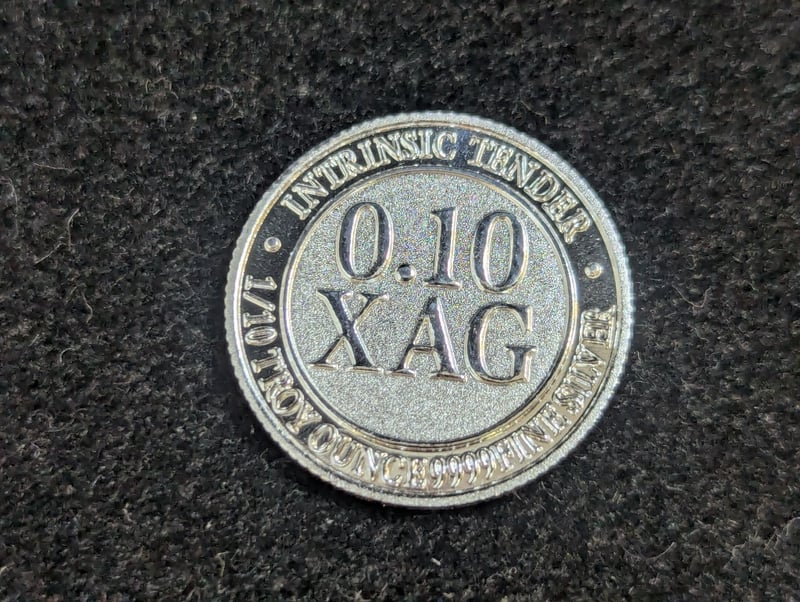 INTRINSIC TENDER
0.10
XAG
1/10 TROY OUNCE 9999 FINE SILVER